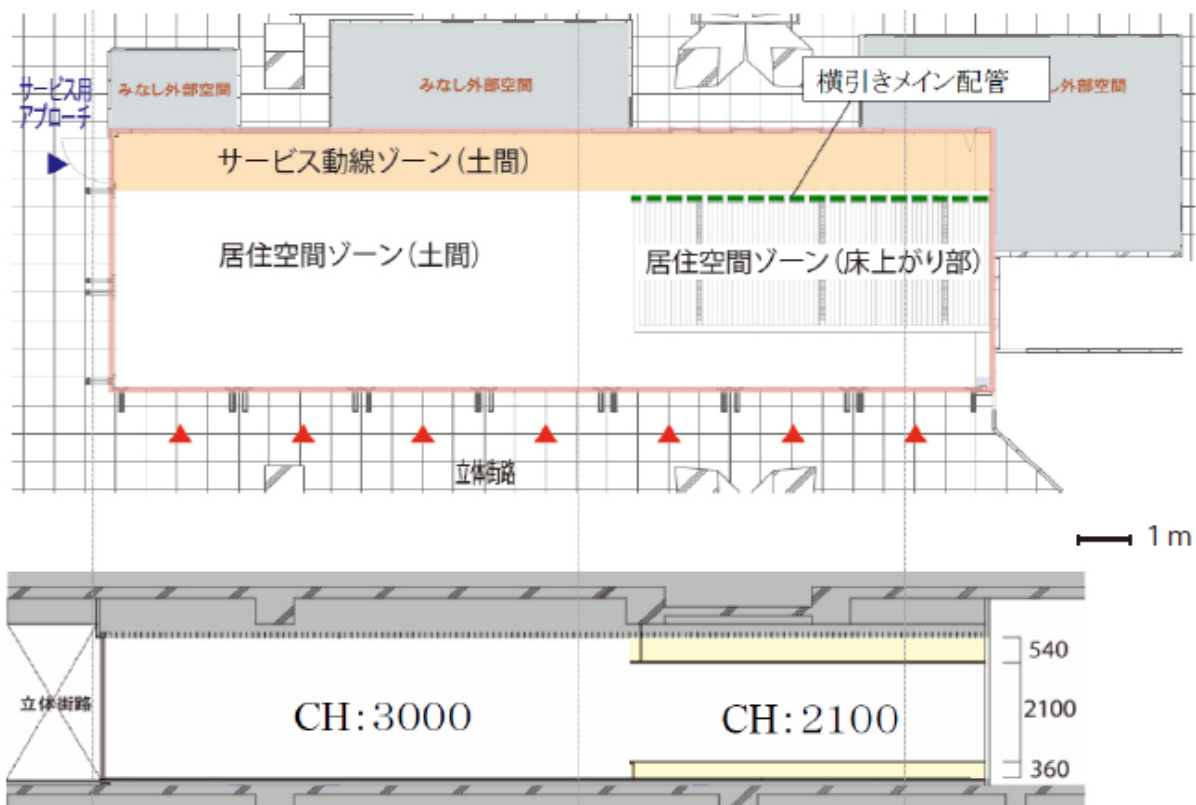 みなし外部空間
みなし外部空間
横引きメイン配管
し外部空間
サービス用
アプローチ
サービス動線ゾーン(土間)
居住空間ゾーン(土間)
居住空間ゾーン(床上がり部)
立体街路
1 m
立体街路
CH:3000
CH:2100
540
2100
360